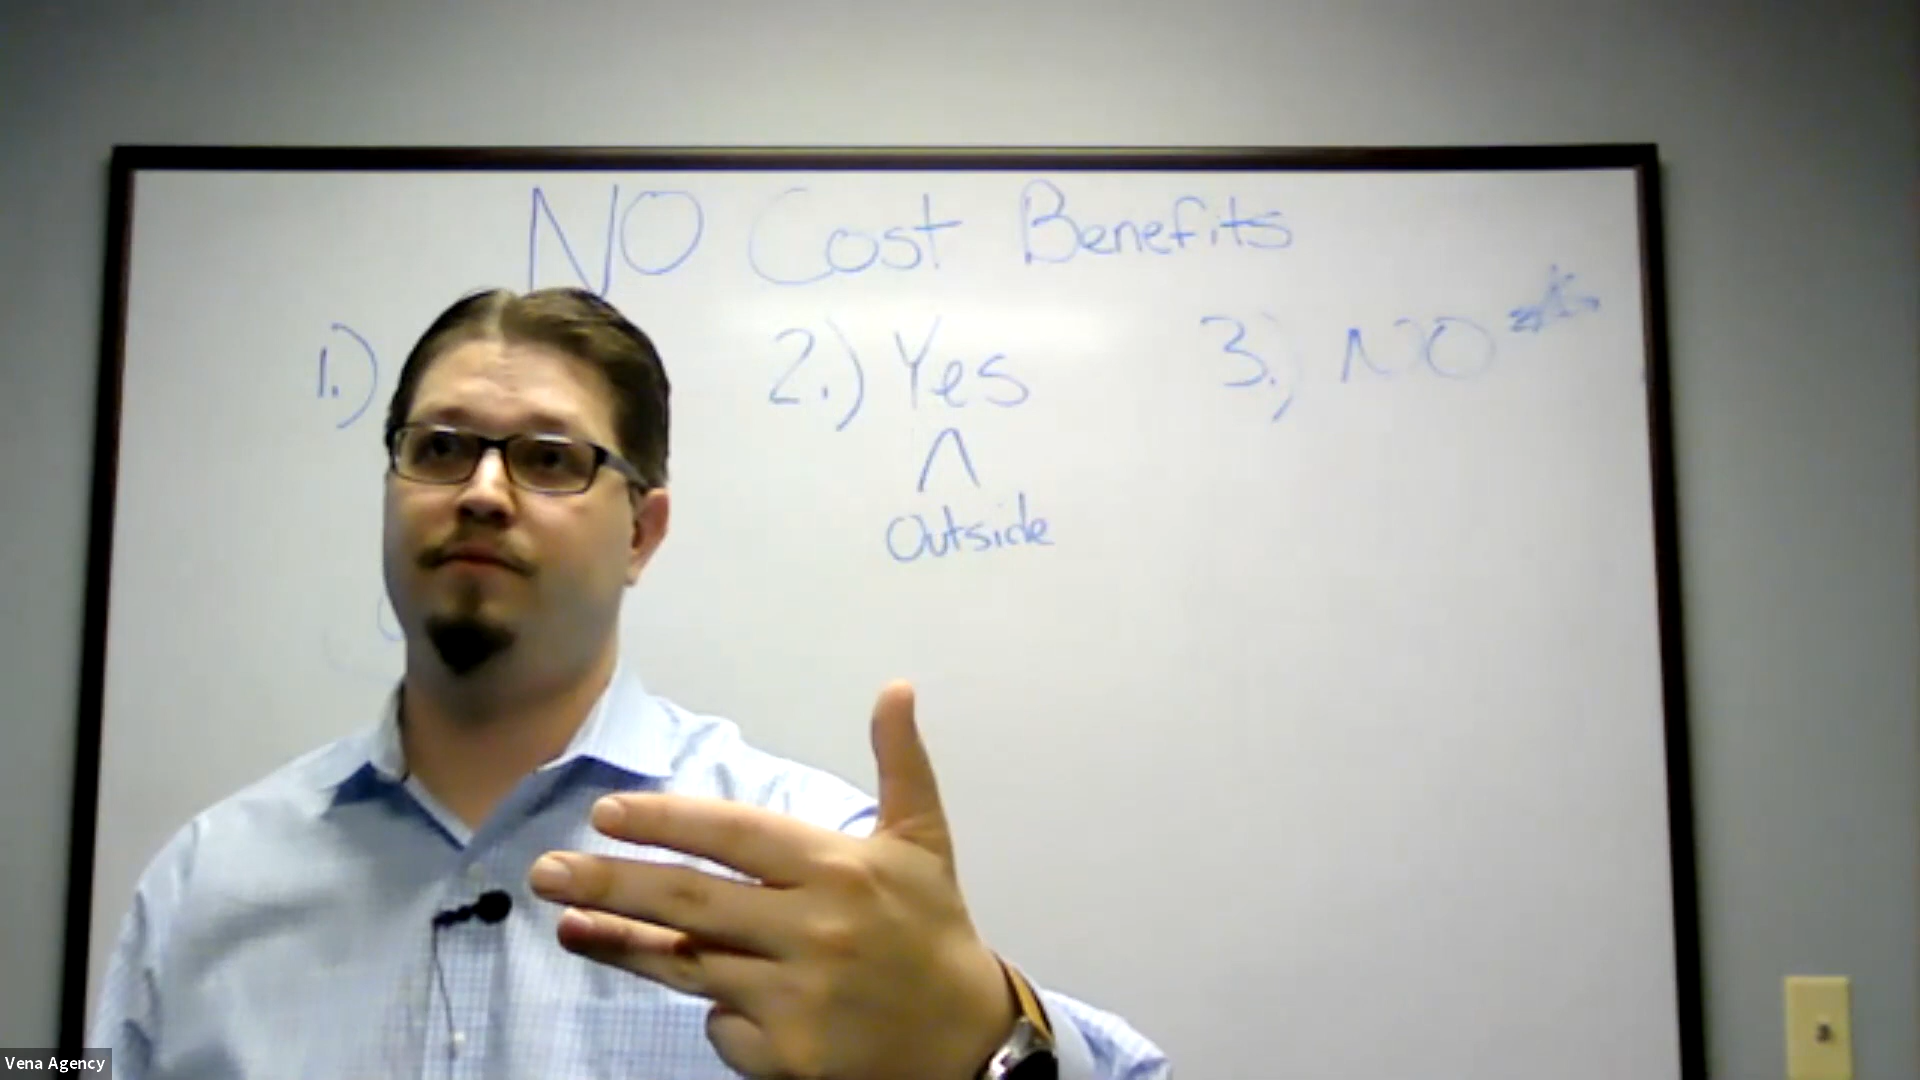 NO Cost Benefits
1.) 2.) Yes 3.) NO
Outside
Vena Agency